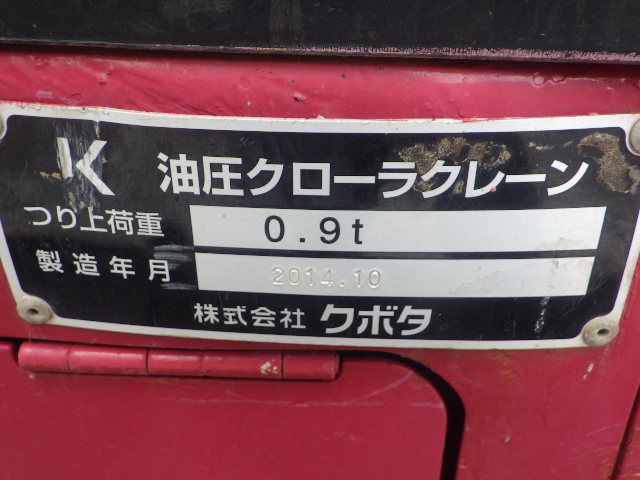 K 油圧クローラクレーン
つり上荷重 0.9t
製造年月 2014.10
株式会社 クボタ